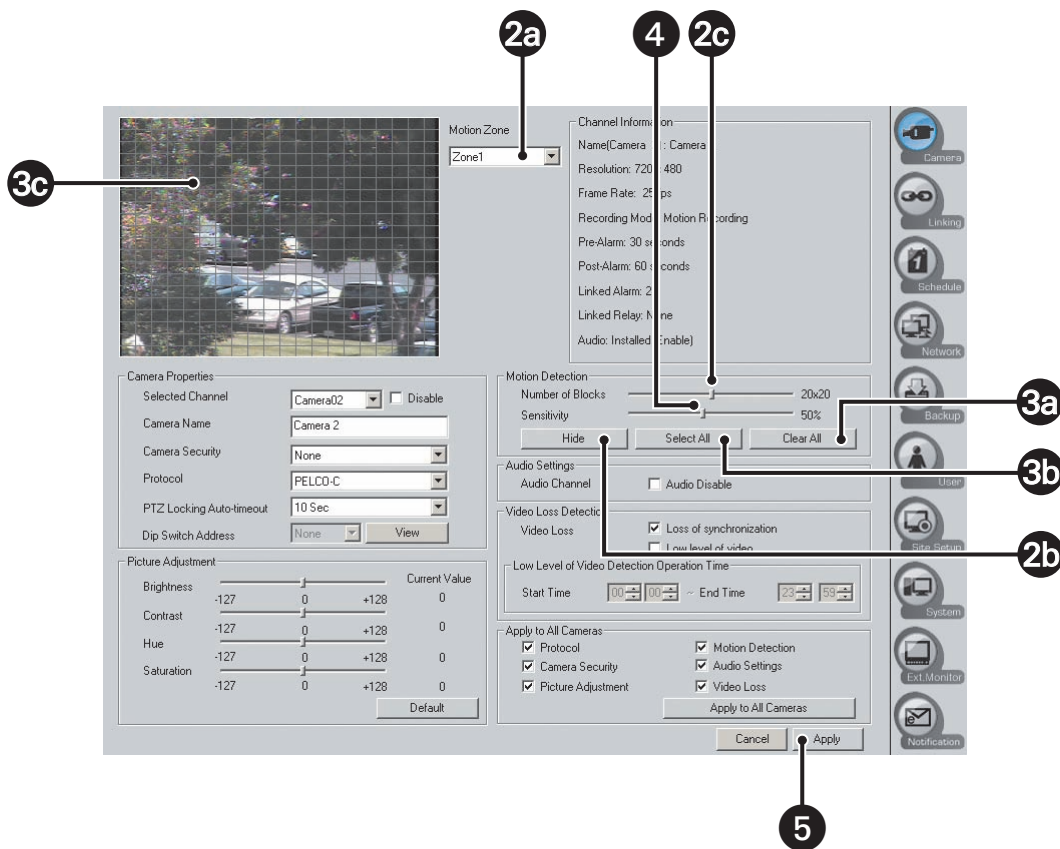 2a
4
2c
3c
3a
3b
2b
5
Motion Zone
Zone1
Channel Information
Name(Camera : Camera
Resolution: 720 480
Frame Rate: 25 ps
Recording Mod Motion Recording
Pre-Alarm: 30 se onds
Post-Alarm: 60 s conds
Linked Alarm: 2
Linked Relay: N ne
Audio: Installed Enable)
Camera Properties
Selected Channel Camera02 Disable
Camera Name Camera 2
Camera Security None
Protocol PELCO-C
PTZ Locking Auto-timeout 10 Sec
Dip Switch Address None View
Picture Adjustment
Current Value
Brightness
-127 0 +128 0
Contrast
-127 0 +128 0
Hue
-127 0 +128 0
Saturation
-127 0 +128 0
Default
Motion Detection
Number of Blocks 20x20
Sensitivity 50%
Hide Select All Clear All
Audio Settings
Audio Channel Audio Disable
Video Loss Detection
Video Loss Loss of synchronization
Low level of video
Low Level of Video Detection Operation Time
Start Time 00 00 ~ End Time 23 59
Apply to All Cameras
Protocol Motion Detection
Camera Security Audio Settings
Picture Adjustment Video Loss
Apply to All Cameras
Cancel Apply
Camera
Linking
1
Schedule
Network
Backup
User
Site Setup
System
Ext.Monitor
e
Notification